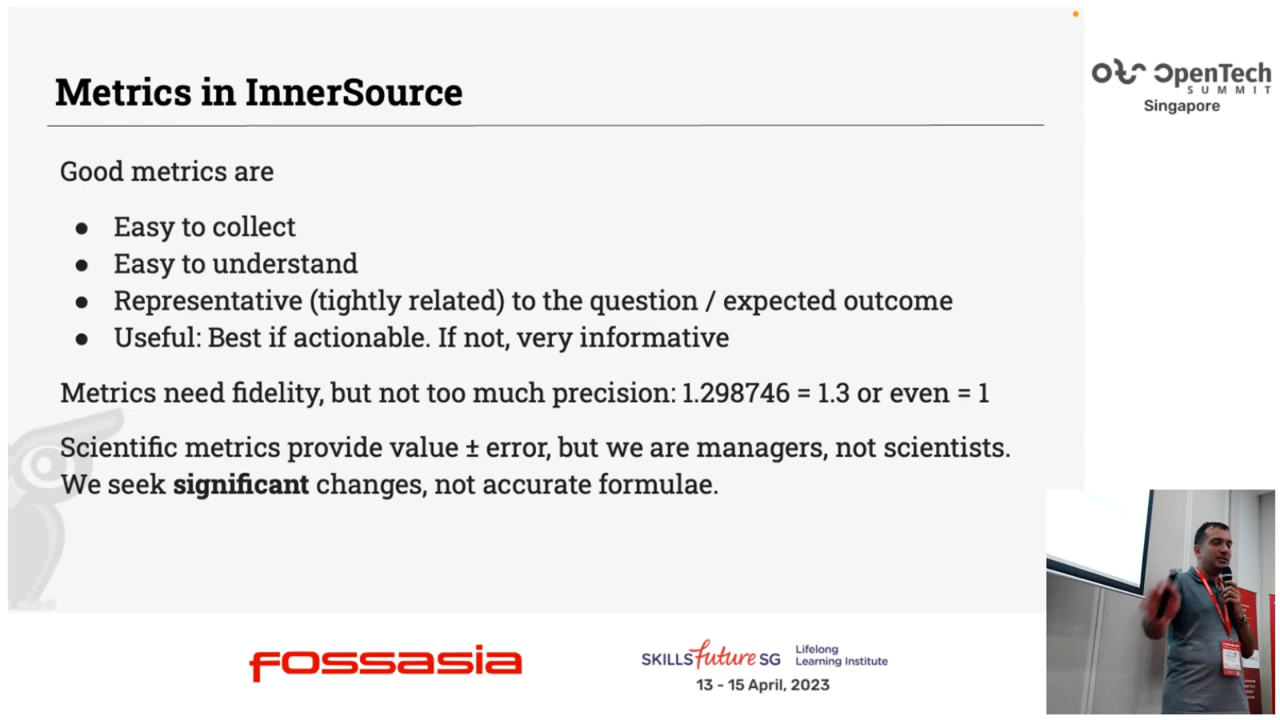 Metrics in InnerSource
OpenTech
SUMMIT
Singapore
Good metrics are
● Easy to collect
● Easy to understand
● Representative (tightly related) to the question / expected outcome
● Useful: Best if actionable. If not, very informative
Metrics need fidelity, but not too much precision: 1.298746 = 1.3 or even = 1
Scientific metrics provide value ± error, but we are managers, not scientists.
We seek significant changes, not accurate formulae.
FOSSASIA
SKILLSfuture SG
Lifelong
Learning Institute
13 - 15 April, 2023